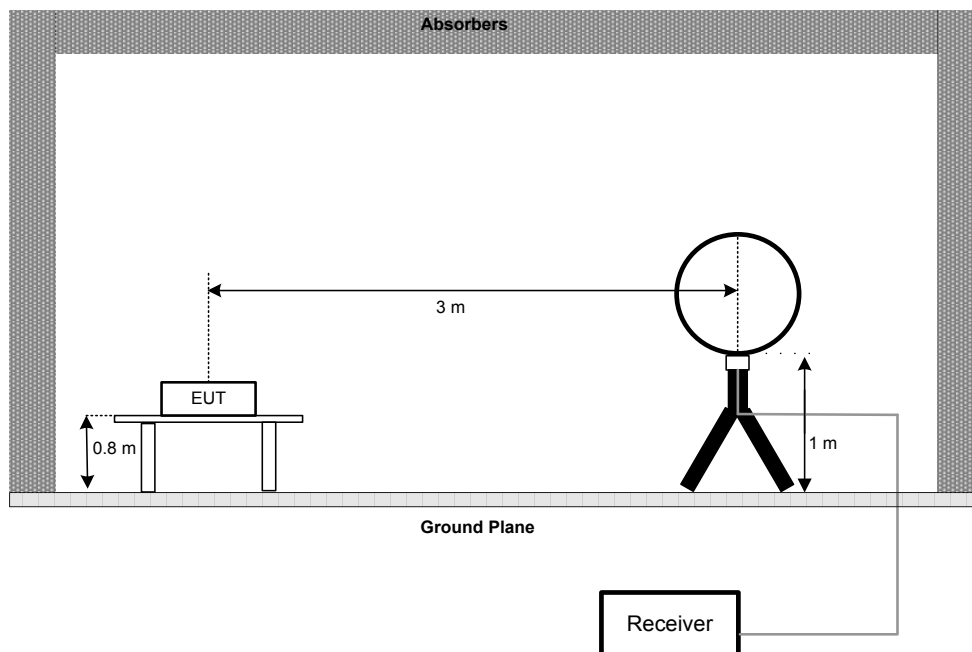 Absorbers
3 m
EUT
0.8 m
1 m
Ground Plane
Receiver